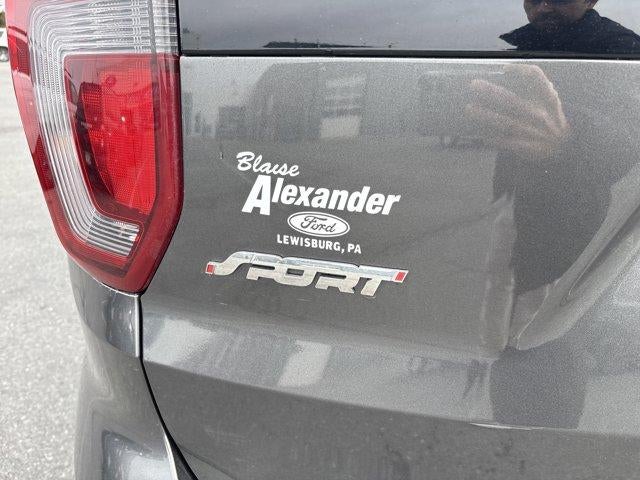 Blaise
Alexander
Ford
LEWISBURG, PA
SPORT